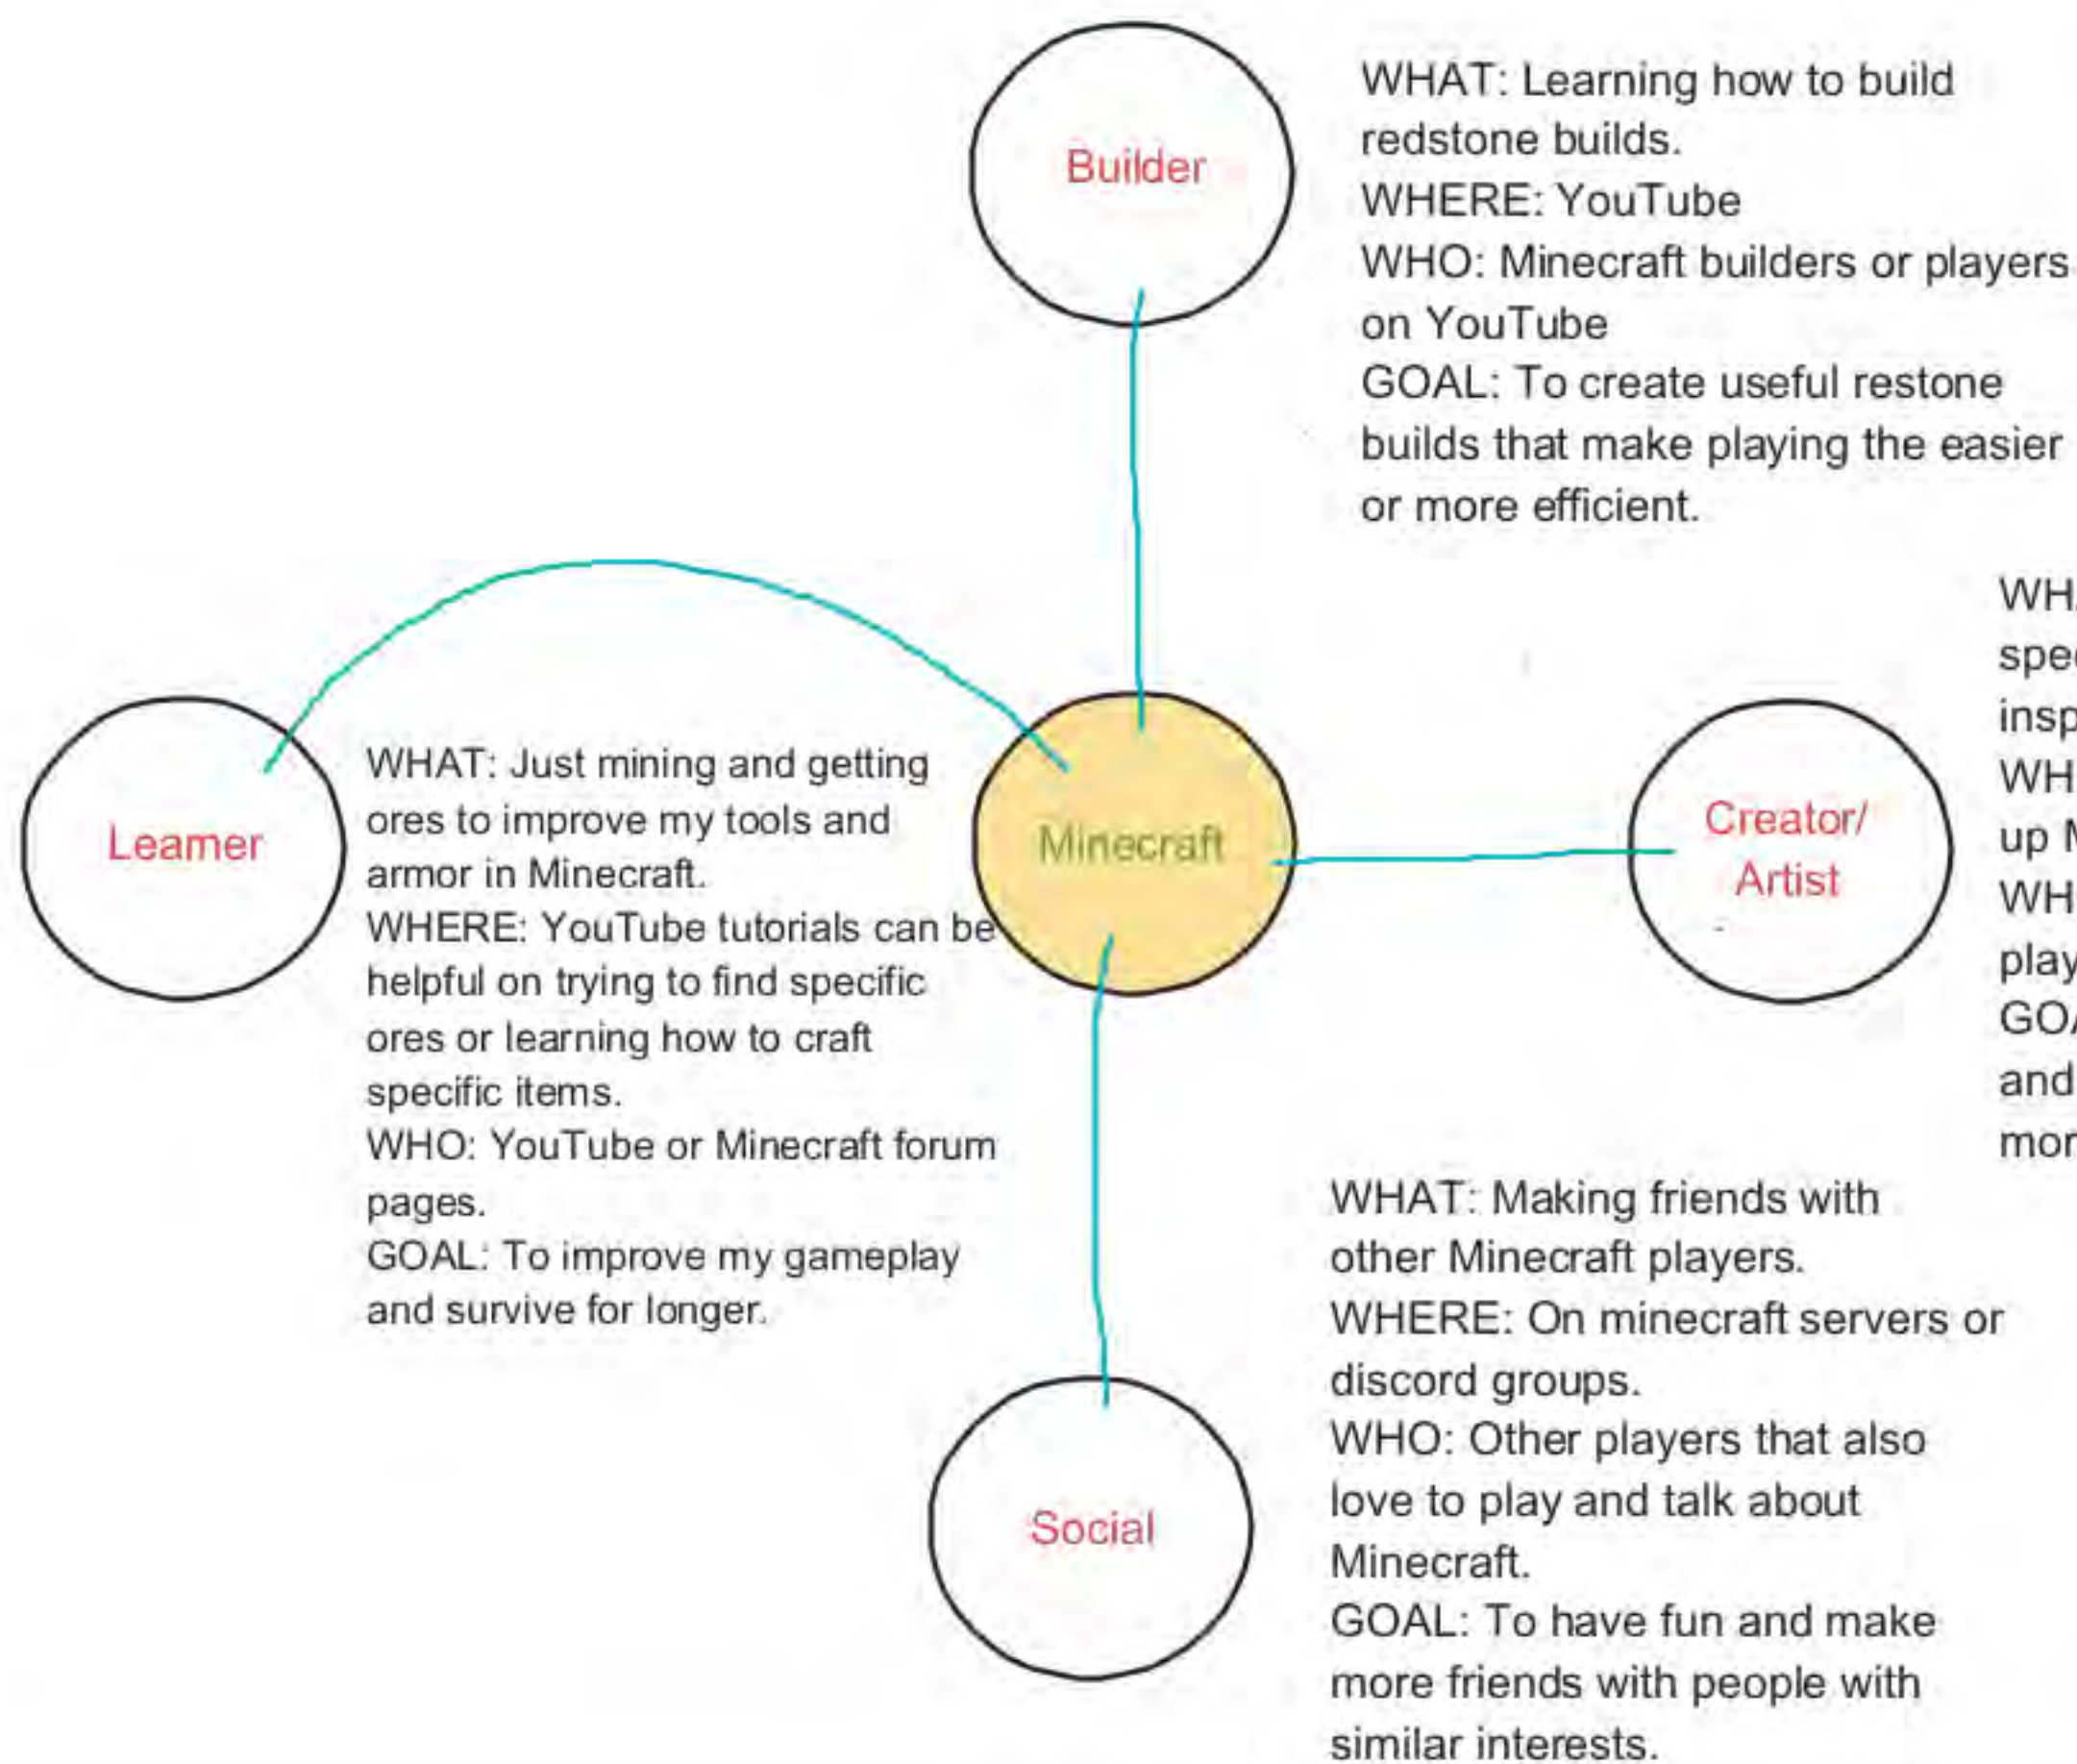 Builder
WHAT: Learning how to build
redstone builds.
WHERE: YouTube
WHO: Minecraft builders or players
on YouTube
GOAL: To create useful restone
builds that make playing the easier
or more efficient.
Learner
WHAT: Just mining and getting
ores to improve my tools and
armor in Minecraft.
WHERE: YouTube tutorials can be
helpful on trying to find specific
ores or learning how to craft
specific items.
WHO: YouTube or Minecraft forum
pages.
GOAL: To improve my gameplay
and survive for longer.
Minecraft
Creator/
Artist
up
and
Social
WHAT: Making friends with
other Minecraft players.
WHERE: On minecraft servers or
discord groups.
WHO: Other players that also
love to play and talk about
Minecraft.
GOAL: To have fun and make
more friends with people with
similar interests.